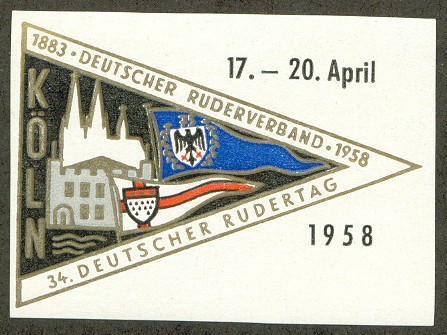 1883 · DEUTSCHER RUDERVERBAND · 1958
17. – 20. April
KÖLN
34. DEUTSCHER RUDERTAG
1958